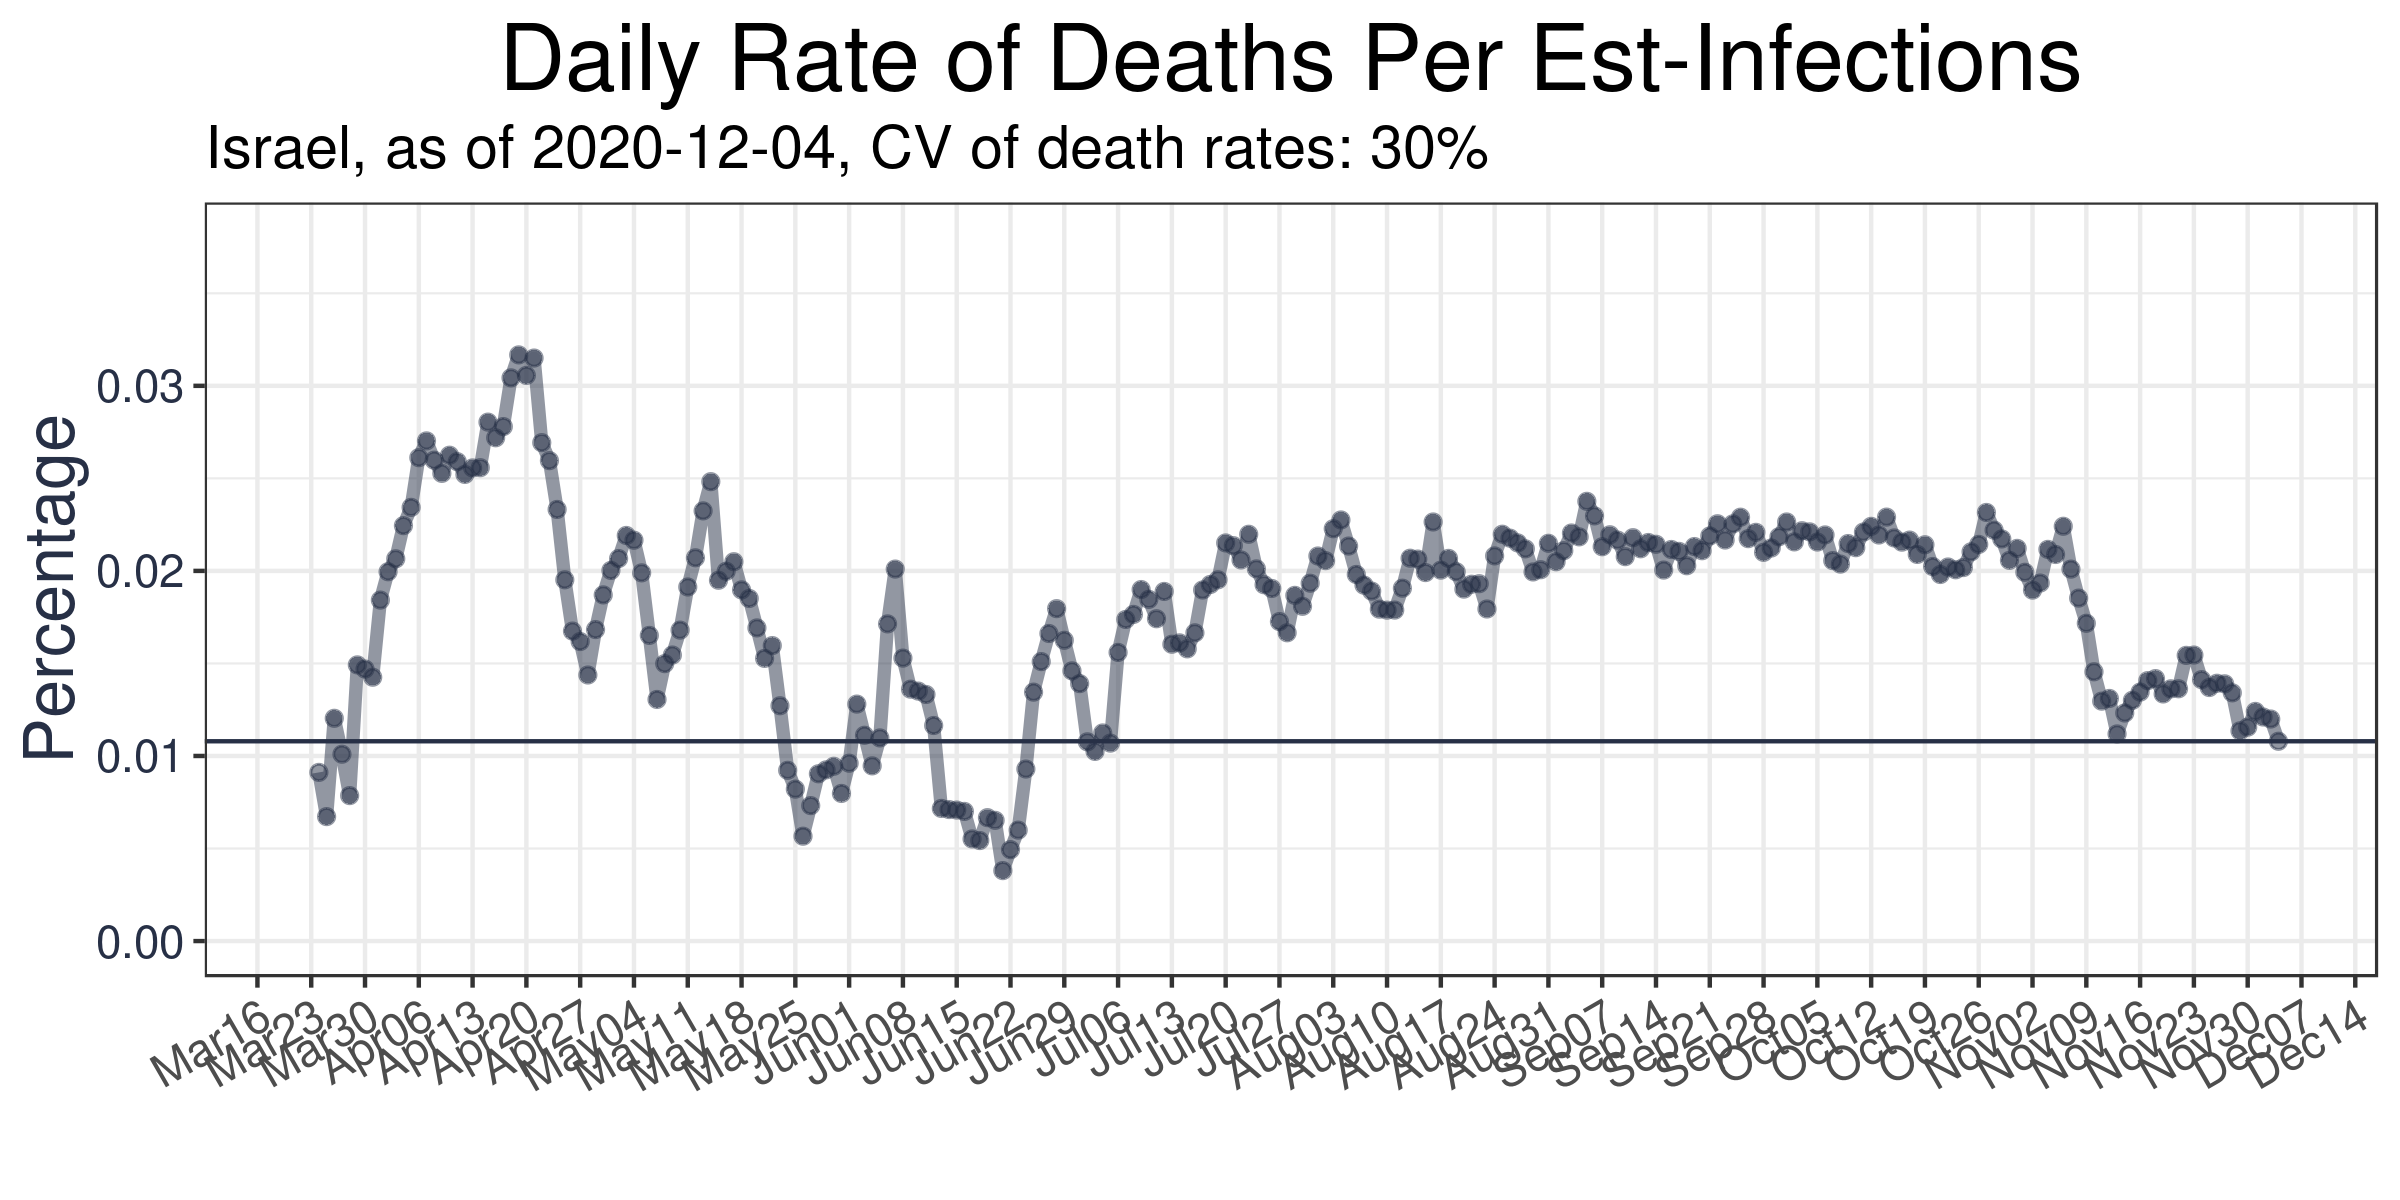 Daily Rate of Deaths Per Est-Infections
Israel, as of 2020-12-04, CV of death rates: 30%
Percentage
0.03
0.02
0.01
0.00
Mar16
Mar23
Mar30
Apr06
Apr13
Apr20
Apr27
May04
May11
May18
May25
Jun01
Jun08
Jun15
Jun22
Jun29
Jul06
Jul13
Jul20
Jul27
Aug03
Aug10
Aug17
Aug24
Aug31
Sep07
Sep14
Sep21
Sep28
Oct05
Oct12
Oct19
Oct26
Nov02
Nov09
Nov16
Nov23
Nov30
Dec07
Dec14